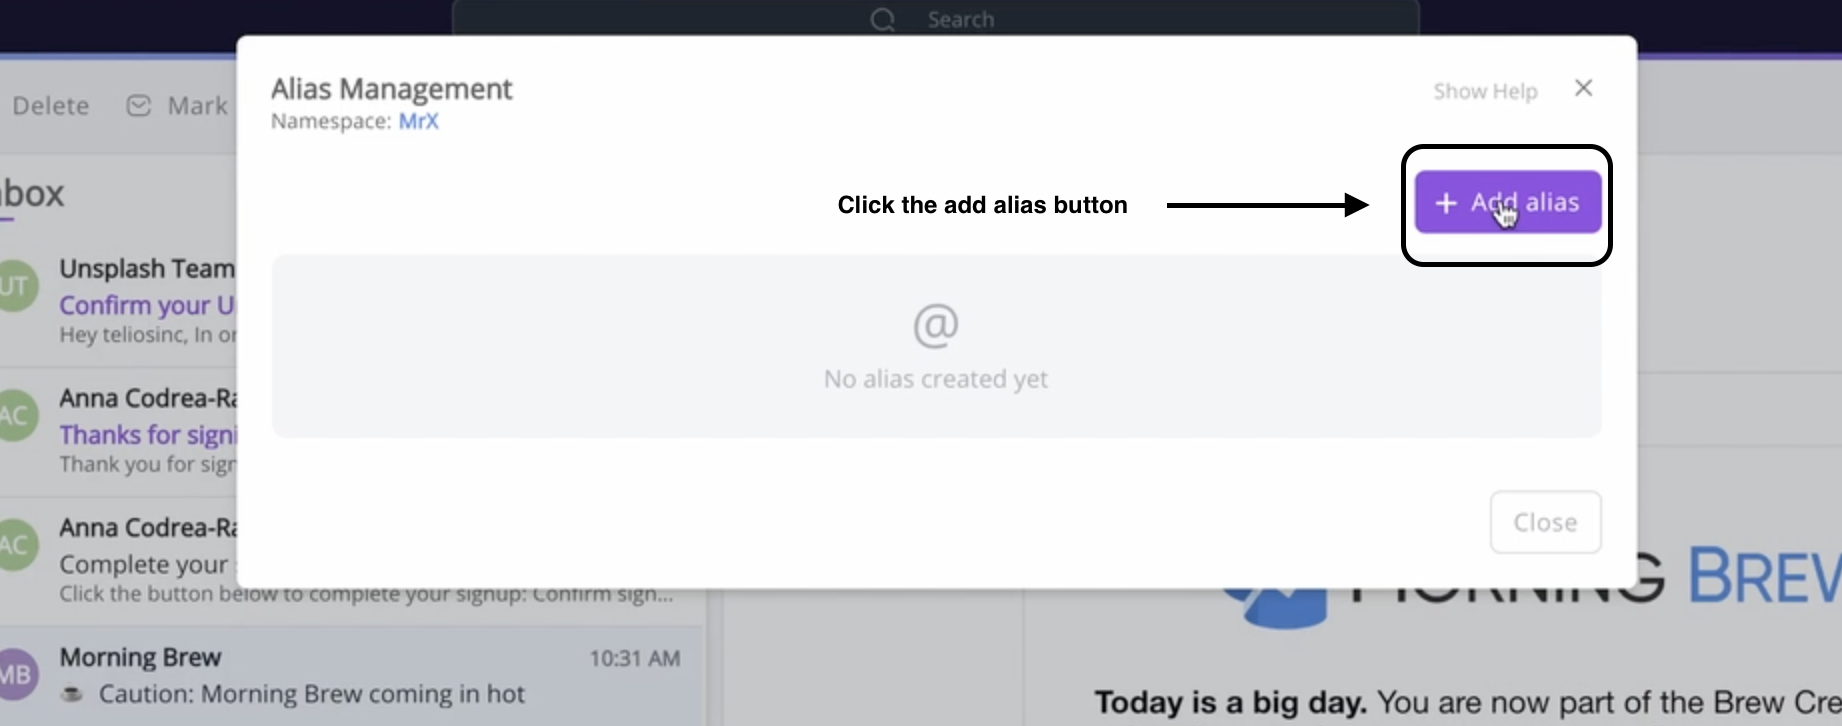 Search
Alias Management
Show Help
Namespace: MrX
Delete
Mark
Click the add alias button
+ Add alias
@
No alias created yet
Close
box
UT
Unsplash Team
Confirm your U
Hey teliosinc, In or
AC
Anna Codrea-Ra
Thanks for signi
Thank you for sign
AC
Anna Codrea-Ra
Complete your
Click the button below to complete your signup: Confirm sign...
MB
Morning Brew
10:31 AM
Caution: Morning Brew coming in hot
MORNING BREW
Today is a big day. You are now part of the Brew Cre